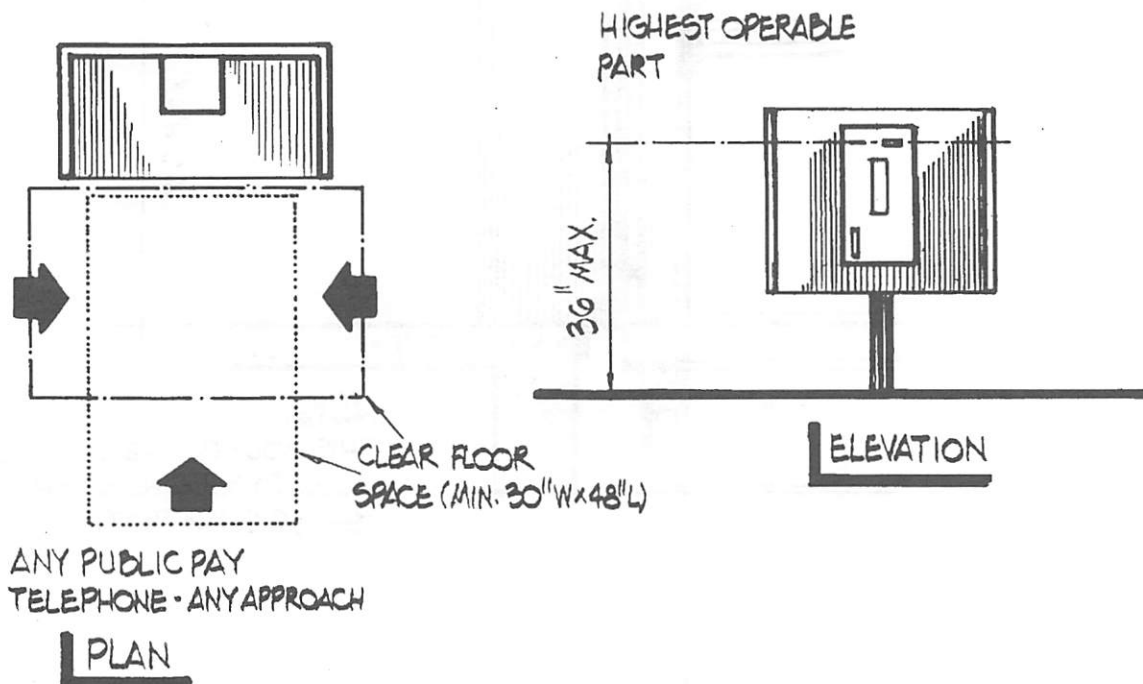 HIGHEST OPERABLE
PART
36" MAX.
CLEAR FLOOR
SPACE (MIN. 30"W×48"L)
ELEVATION
ANY PUBLIC PAY
TELEPHONE · ANY APPROACH
PLAN